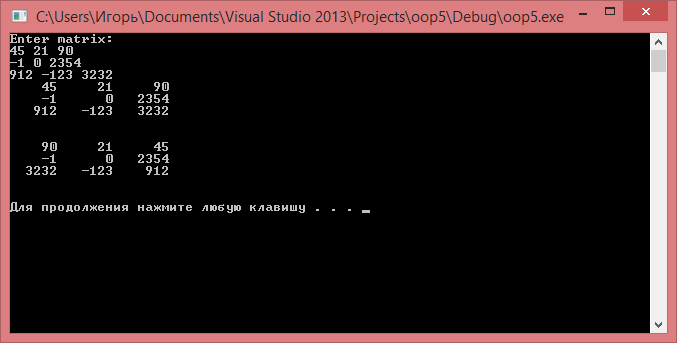 C:\Users\Игорь\Documents\Visual Studio 2013\Projects\oop5\Debug\oop5.exe
Enter matrix:
45 21 90
-1 0 2354
912 -123 3232
45 21 90
-1 0 2354
912 -123 3232
90 21 45
-1 0 2354
3232 -123 912
Для продолжения нажмите любую клавишу . . . _